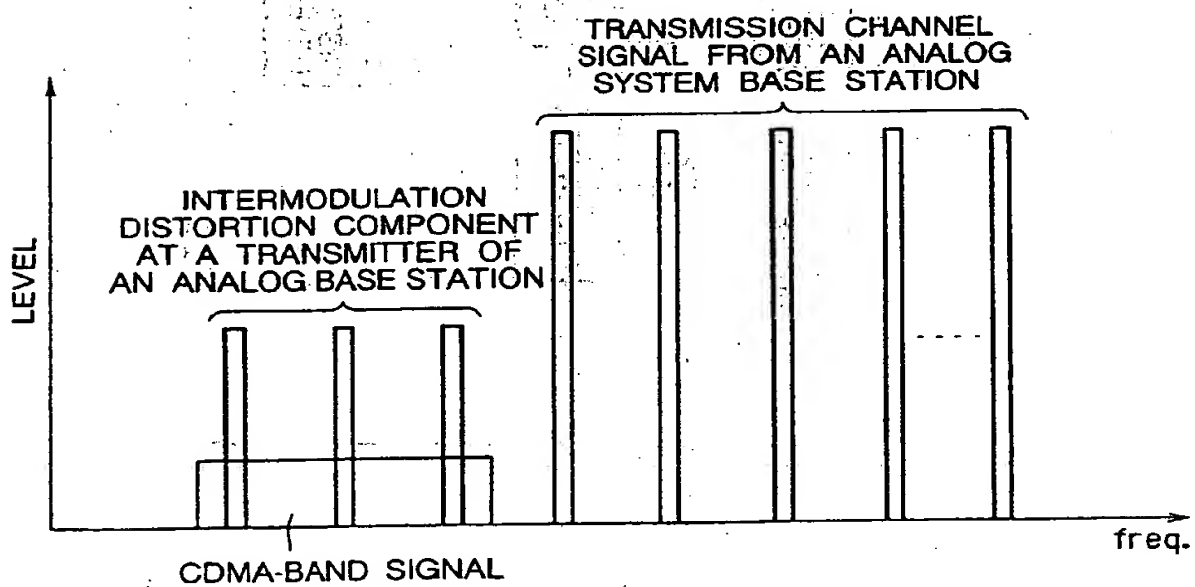 TRANSMISSION CHANNEL
SIGNAL FROM AN ANALOG
SYSTEM BASE STATION
INTERMODULATION
DISTORTION COMPONENT
AT A TRANSMITTER OF
AN ANALOG BASE STATION
LEVEL
freq.
CDMA-BAND SIGNAL